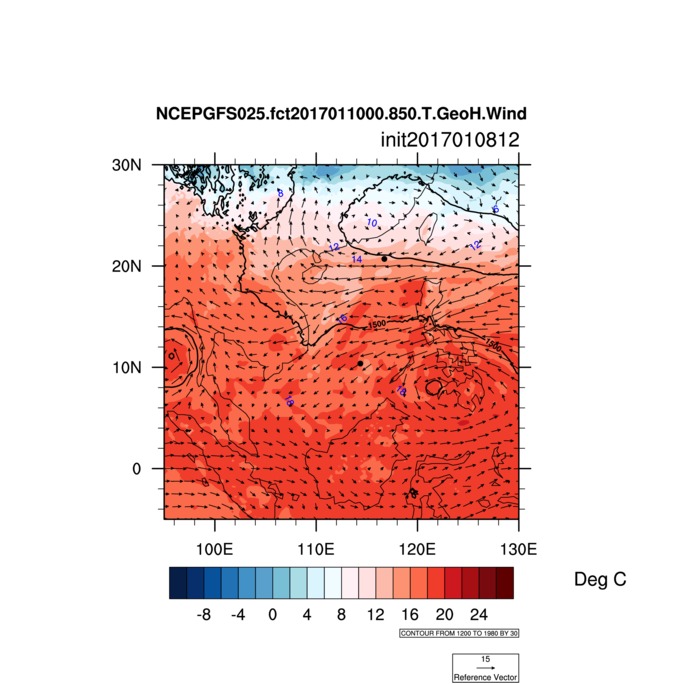 NCEPGFS025.fct2017011000.850.T.GeoH.Wind
init2017010812
30N
8
6
10
12
12
14
20N
16
1500
1500
10N
18
18
0
100E 110E 120E 130E
Deg C
-8 -4 0 4 8 12 16 20 24
CONTOUR FROM 1200 TO 1980 BY 30
15
Reference Vector